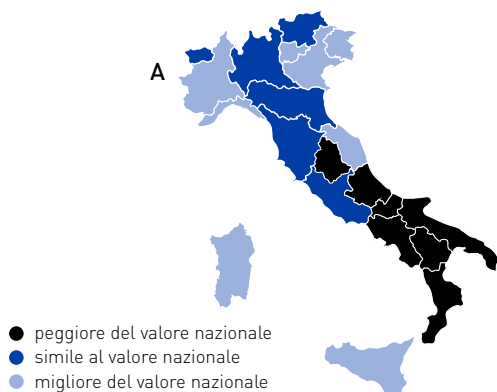 A
peggiore del valore nazionale
simile al valore nazionale
migliore del valore nazionale